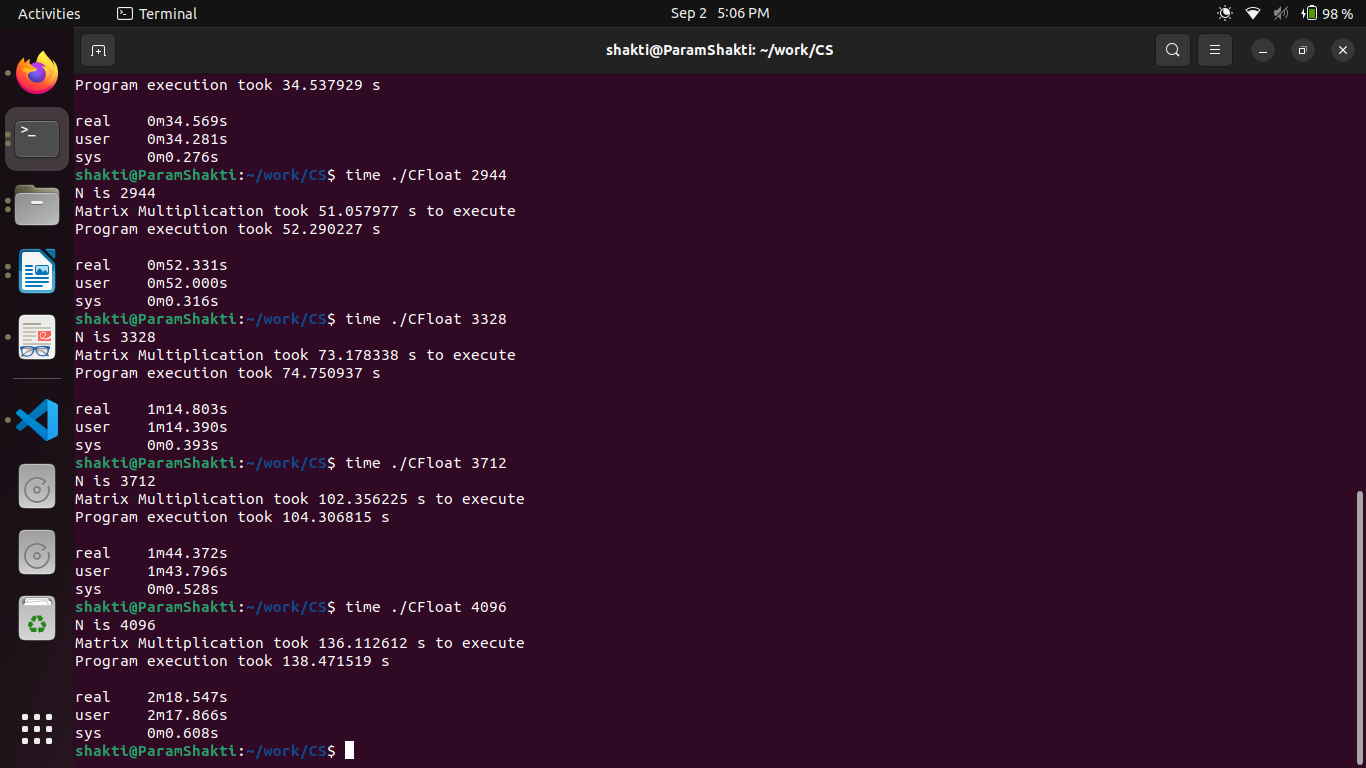 Activities Terminal Sep 2 5:06 PM 98 %
shakti@ParamShakti: ~/work/CS
Program execution took 34.537929 s
real 0m34.569s
user 0m34.281s
sys 0m0.276s
shakti@ParamShakti:~/work/CS$ time ./CFloat 2944
N is 2944
Matrix Multiplication took 51.057977 s to execute
Program execution took 52.290227 s
real 0m52.331s
user 0m52.000s
sys 0m0.316s
shakti@ParamShakti:~/work/CS$ time ./CFloat 3328
N is 3328
Matrix Multiplication took 73.178338 s to execute
Program execution took 74.750937 s
real 1m14.803s
user 1m14.390s
sys 0m0.393s
shakti@ParamShakti:~/work/CS$ time ./CFloat 3712
N is 3712
Matrix Multiplication took 102.356225 s to execute
Program execution took 104.306815 s
real 1m44.372s
user 1m43.796s
sys 0m0.528s
shakti@ParamShakti:~/work/CS$ time ./CFloat 4096
N is 4096
Matrix Multiplication took 136.112612 s to execute
Program execution took 138.471519 s
real 2m18.547s
user 2m17.866s
sys 0m0.608s
shakti@ParamShakti:~/work/CS$